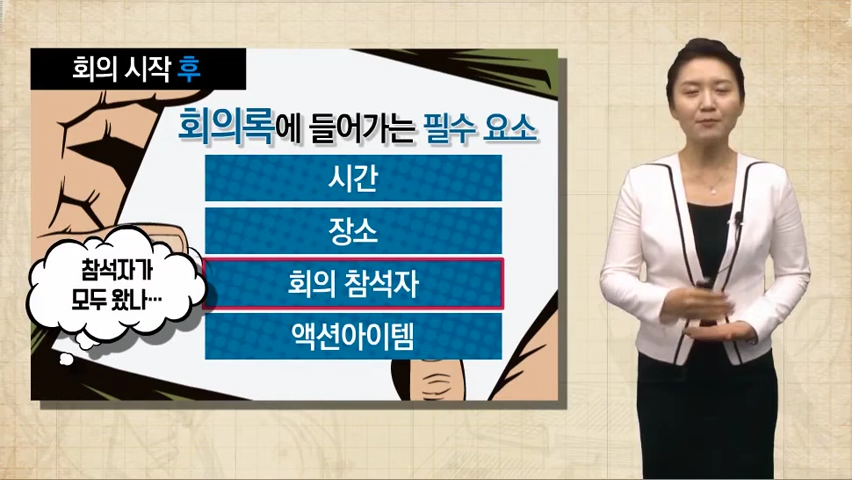 회의 시작 후
회의록에 들어가는 필수 요소
시간
장소
회의 참석자
액션아이템
참석자가
모두 왔나…